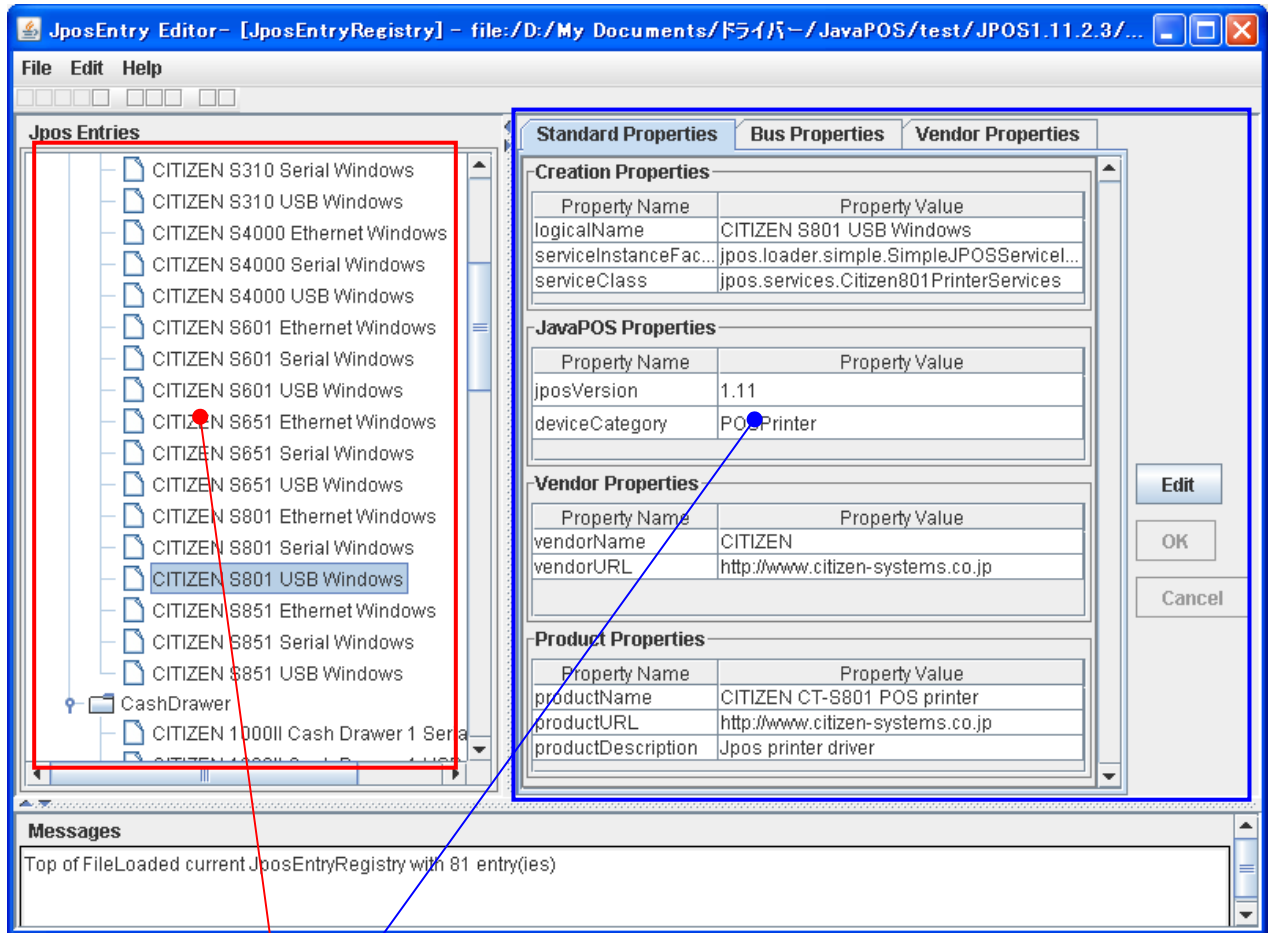 JposEntry Editor- [JposEntryRegistry] - file:/D:/My Documents/ドライバー/JavaPOS/test/JPOS1.11.2.3/...
File Edit Help
Jpos Entries
CITIZEN S310 Serial Windows
CITIZEN S310 USB Windows
CITIZEN S4000 Ethernet Windows
CITIZEN S4000 Serial Windows
CITIZEN S4000 USB Windows
CITIZEN S601 Ethernet Windows
CITIZEN S601 Serial Windows
CITIZEN S601 USB Windows
CITIZEN S651 Ethernet Windows
CITIZEN S651 Serial Windows
CITIZEN S651 USB Windows
CITIZEN S801 Ethernet Windows
CITIZEN S801 Serial Windows
CITIZEN S801 USB Windows
CITIZEN S851 Ethernet Windows
CITIZEN S851 Serial Windows
CITIZEN S851 USB Windows
CashDrawer
CITIZEN 1000II Cash Drawer 1 Seria
Standard Properties Bus Properties Vendor Properties
Creation Properties
Property Name Property Value
logicalName CITIZEN S801 USB Windows
serviceInstanceFac... jpos.loader.simple.SimpleJPOSServiceI...
serviceClass jpos.services.Citizen801PrinterServices
JavaPOS Properties
Property Name Property Value
jposVersion 1.11
deviceCategory POSPrinter
Vendor Properties
Property Name Property Value
vendorName CITIZEN
vendorURL http://www.citizen-systems.co.jp
Product Properties
Property Name Property Value
productName CITIZEN CT-S801 POS printer
productURL http://www.citizen-systems.co.jp
productDescription Jpos printer driver
Edit
OK
Cancel
Messages
Top of FileLoaded current JposEntryRegistry with 81 entry(ies)